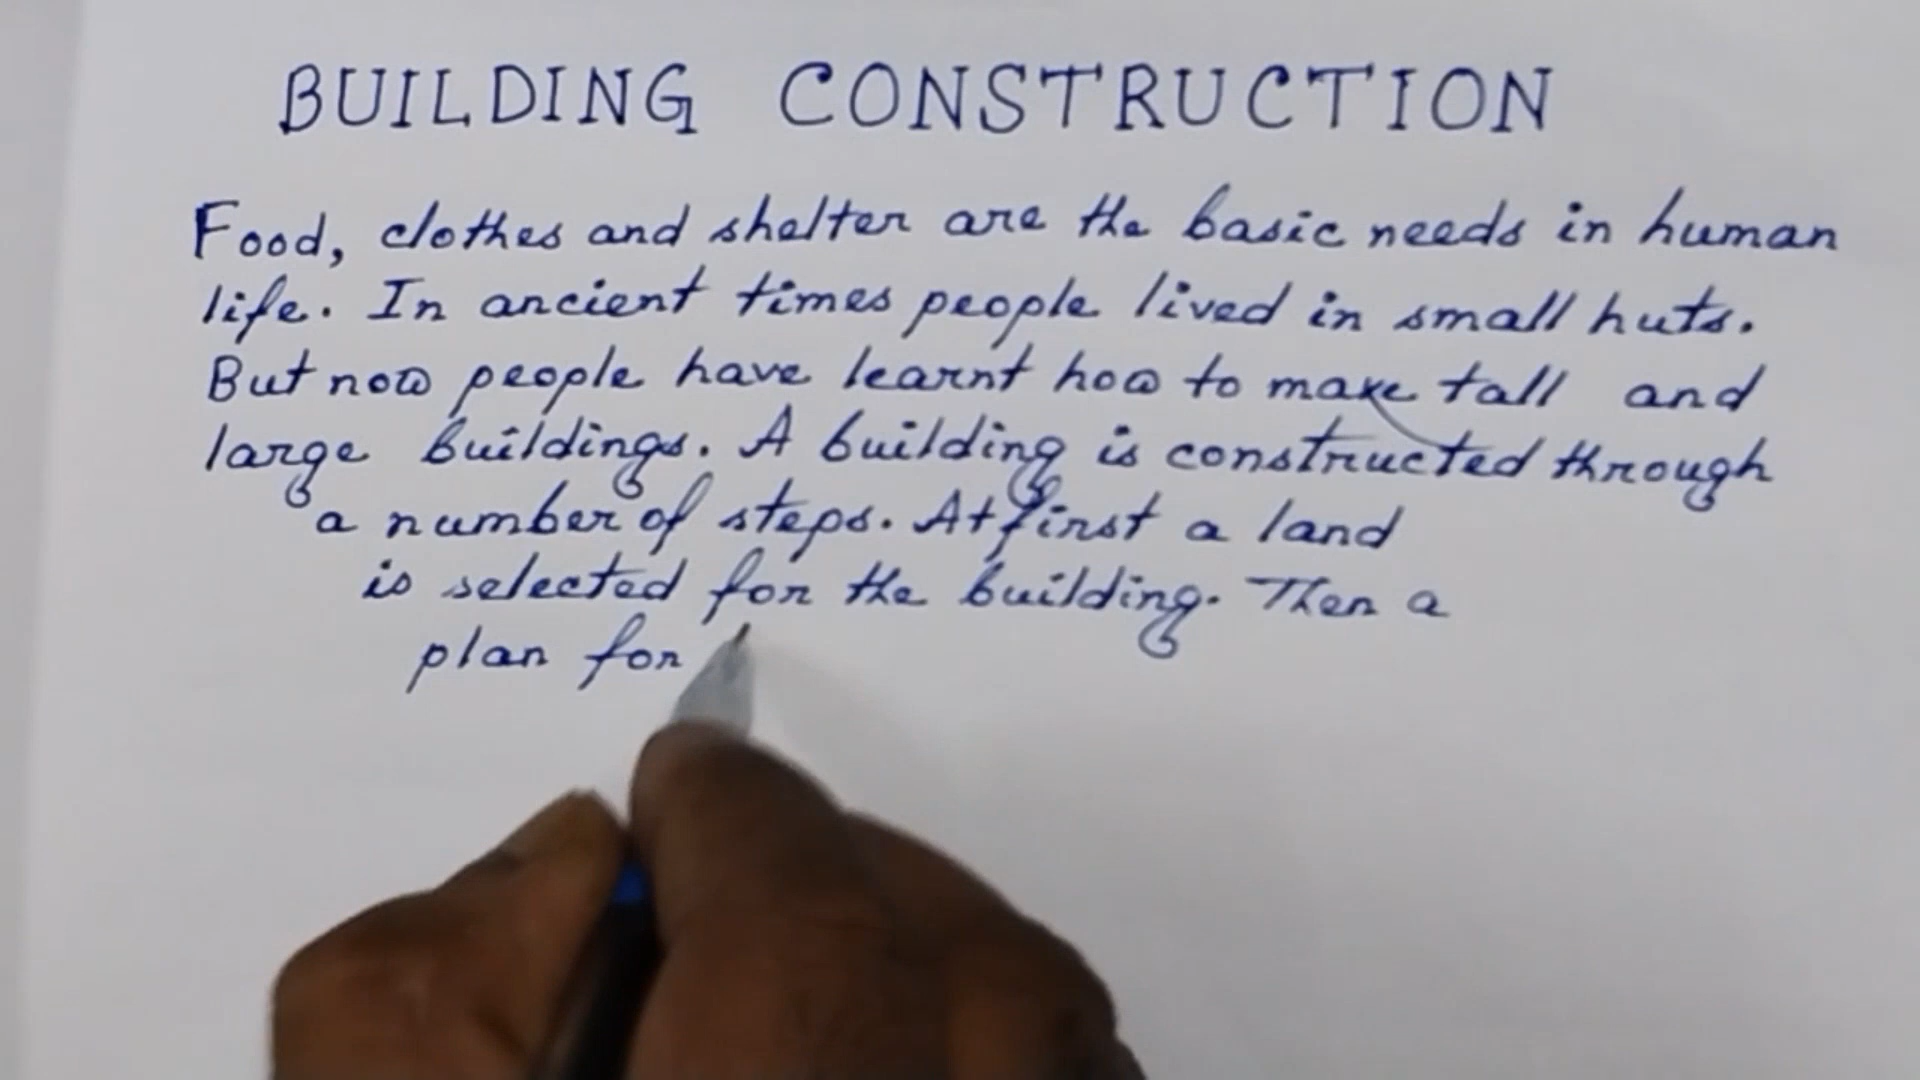 BUILDING CONSTRUCTION
Food, clothes and shelter are the basic needs in human
life. In ancient times people lived in small huts.
But now people have learnt how to make tall and
large buildings. A building is constructed through
a number of steps. At first a land
is selected for the building. Then a
plan for